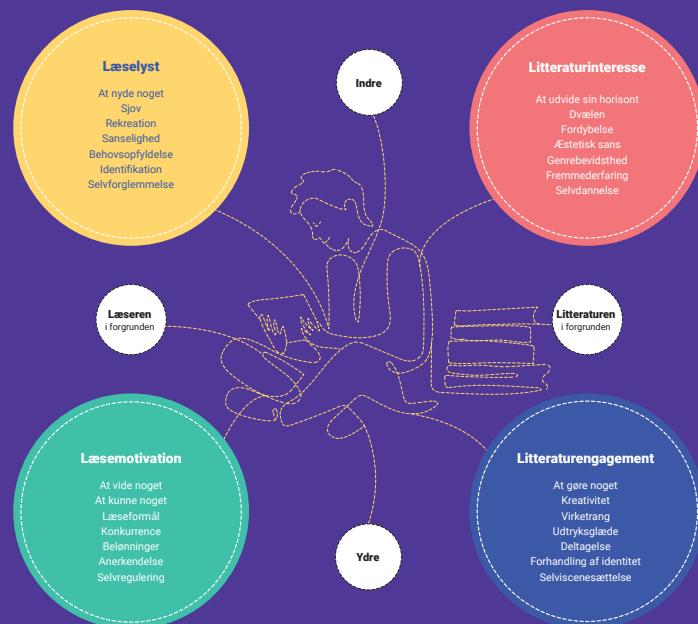 Læselyst
At nyde noget
Sjov
Rekreation
Sanselighed
Behovsopfyldelse
Identifikation
Selvforglemmelse
Indre
Litteraturinteresse
At udvide sin horisont
Dvælen
Fordybelse
Æstetisk sans
Genrebevidsthed
Fremmederfaring
Selvdannelse
Læseren
i forgrunden
Litteraturen
i forgrunden
Læsemotivation
At vide noget
At kunne noget
Læseformål
Konkurrence
Belønninger
Anerkendelse
Selvregulering
Ydre
Litteraturengagement
At gøre noget
Kreativitet
Virketrang
Udtryksglæde
Deltagelse
Forhandling af identitet
Selviscenesættelse